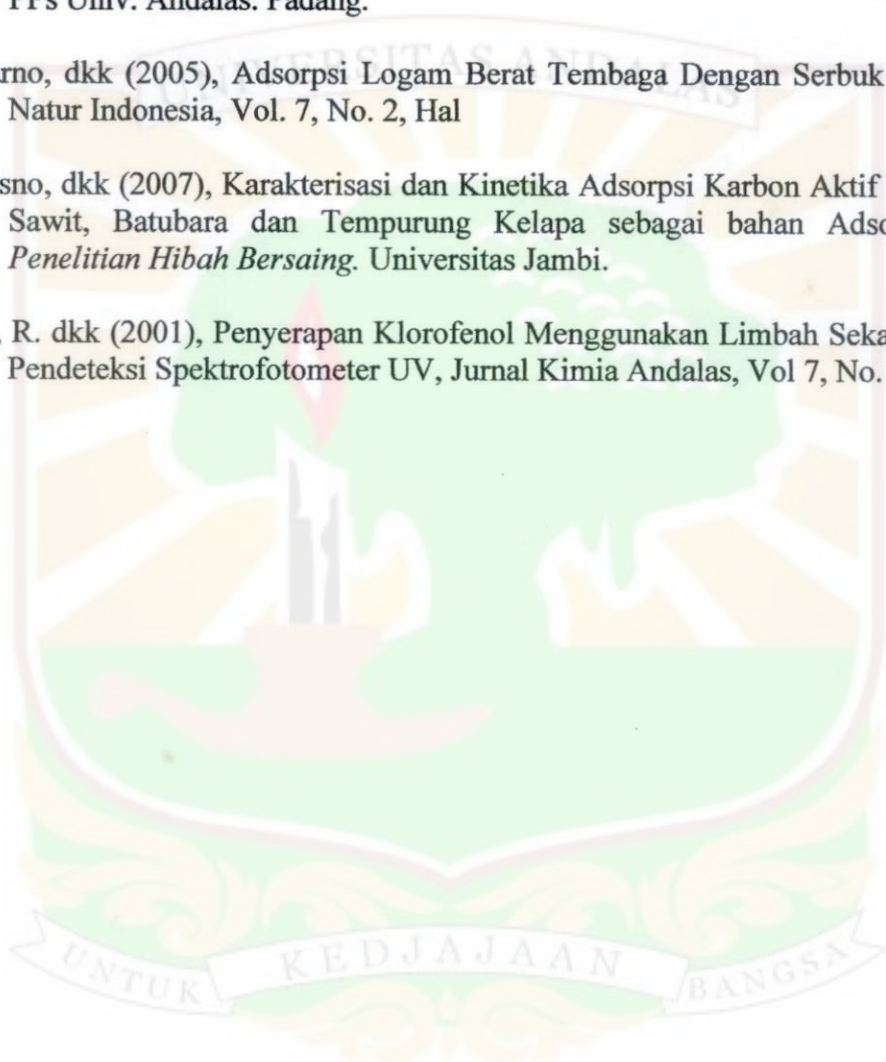 PPs Univ. Andalas. Padang.
UNIVERSITAS ANDALAS
rno, dkk (2005), Adsorpsi Logam Berat Tembaga Dengan Serbuk
Natur Indonesia, Vol. 7, No. 2, Hal
sno, dkk (2007), Karakterisasi dan Kinetika Adsorpsi Karbon Aktif
Sawit, Batubara dan Tempurung Kelapa sebagai bahan Adso
Penelitian Hibah Bersaing. Universitas Jambi.
R. dkk (2001), Penyerapan Klorofenol Menggunakan Limbah Seka
Pendeteksi Spektrofotometer UV, Jurnal Kimia Andalas, Vol 7, No.
UNTUK KEDJAJAAN BANGSA